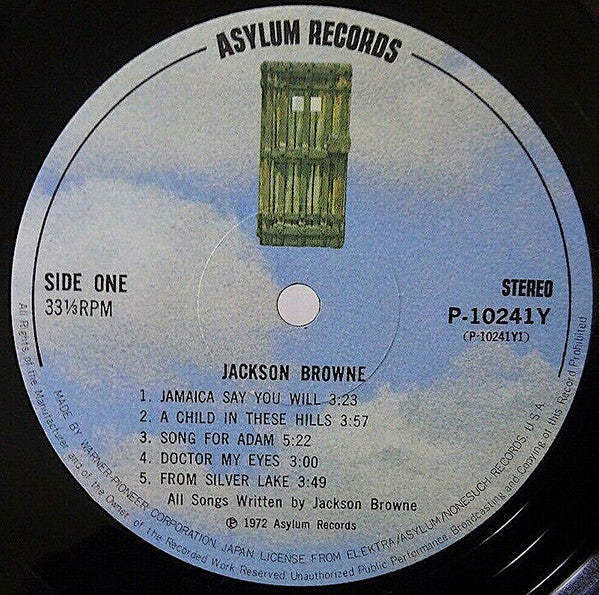 ASYLUM RECORDS
SIDE ONE
33⅓RPM
STEREO
P-10241Y
(P-10241Y1)
JACKSON BROWNE
1. JAMAICA SAY YOU WILL 3:23
2. A CHILD IN THESE HILLS 3:57
3. SONG FOR ADAM 5:22
4. DOCTOR MY EYES 3:00
5. FROM SILVER LAKE 3:49
All Songs Written by Jackson Browne
Ⓟ 1972 Asylum Records
MADE BY WARNER-PIONEER CORPORATION, JAPAN, LICENSE FROM ELEKTRA/ASYLUM/NONESUCH RECORDS, U.S.A.
All Rights of the Manufacturer and of the Owner of the Recorded Work Reserved. Unauthorized Public Performance, Broadcasting and Copying of this Record Prohibited